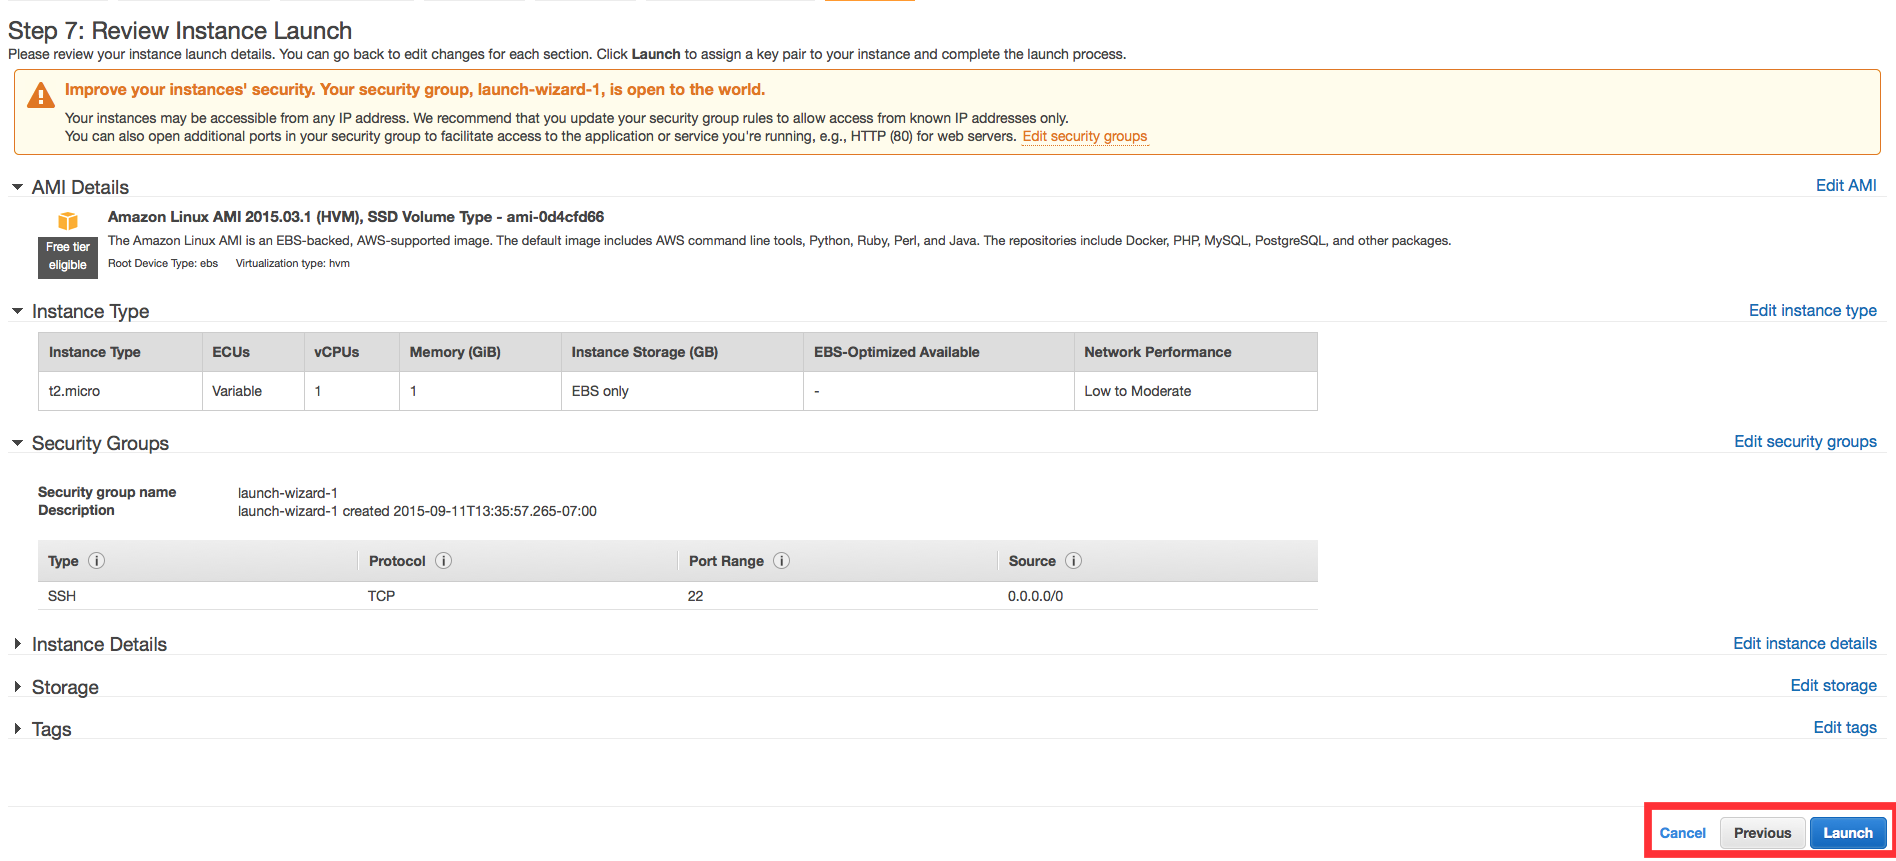 Step 7: Review Instance Launch
Please review your instance launch details. You can go back to edit changes for each section. Click Launch to assign a key pair to your instance and complete the launch process.
Improve your instances' security. Your security group, launch-wizard-1, is open to the world.
Your instances may be accessible from any IP address. We recommend that you update your security group rules to allow access from known IP addresses only.
You can also open additional ports in your security group to facilitate access to the application or service you're running, e.g., HTTP (80) for web servers. Edit security groups
AMI Details Edit AMI
Amazon Linux AMI 2015.03.1 (HVM), SSD Volume Type - ami-0d4cfd66
Free tier
eligible
The Amazon Linux AMI is an EBS-backed, AWS-supported image. The default image includes AWS command line tools, Python, Ruby, Perl, and Java. The repositories include Docker, PHP, MySQL, PostgreSQL, and other packages.
Root Device Type: ebs Virtualization type: hvm
Instance Type Edit instance type
Instance Type ECUs vCPUs Memory (GiB) Instance Storage (GB) EBS-Optimized Available Network Performance
t2.micro Variable 1 1 EBS only - Low to Moderate
Security Groups Edit security groups
Security group name launch-wizard-1
Description launch-wizard-1 created 2015-09-11T13:35:57.265-07:00
Type i Protocol i Port Range i Source i
SSH TCP 22 0.0.0.0/0
Instance Details Edit instance details
Storage Edit storage
Tags Edit tags
Cancel Previous Launch